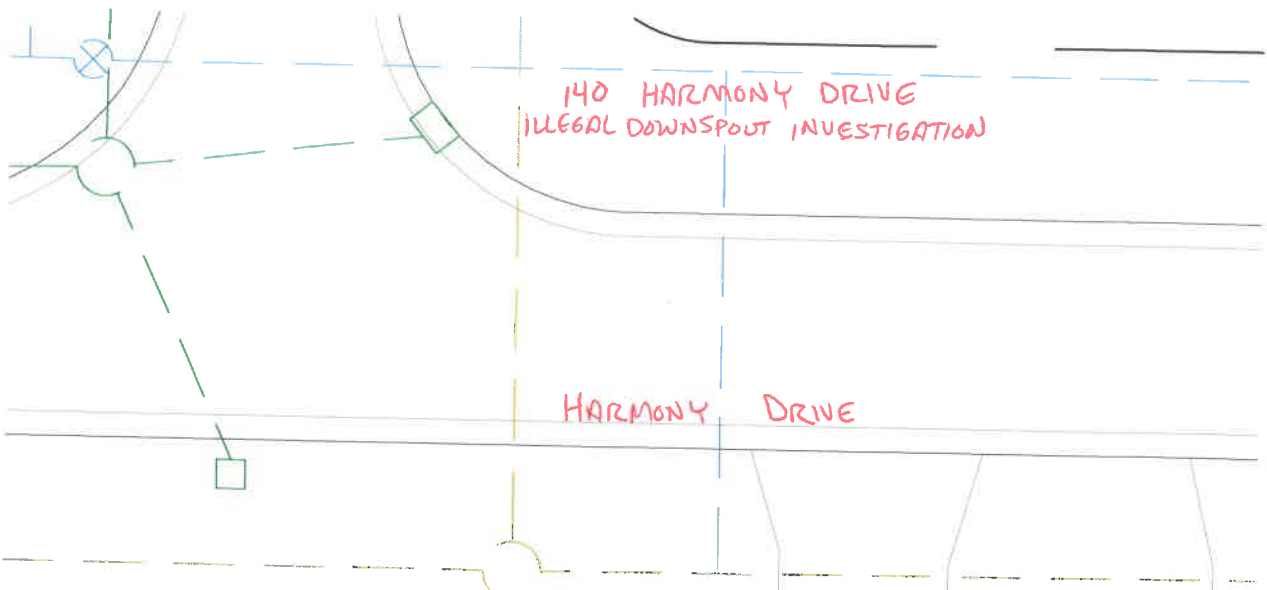 140 HARMONY DRIVE
ILLEGAL DOWNSPOUT INVESTIGATION
HARMONY DRIVE